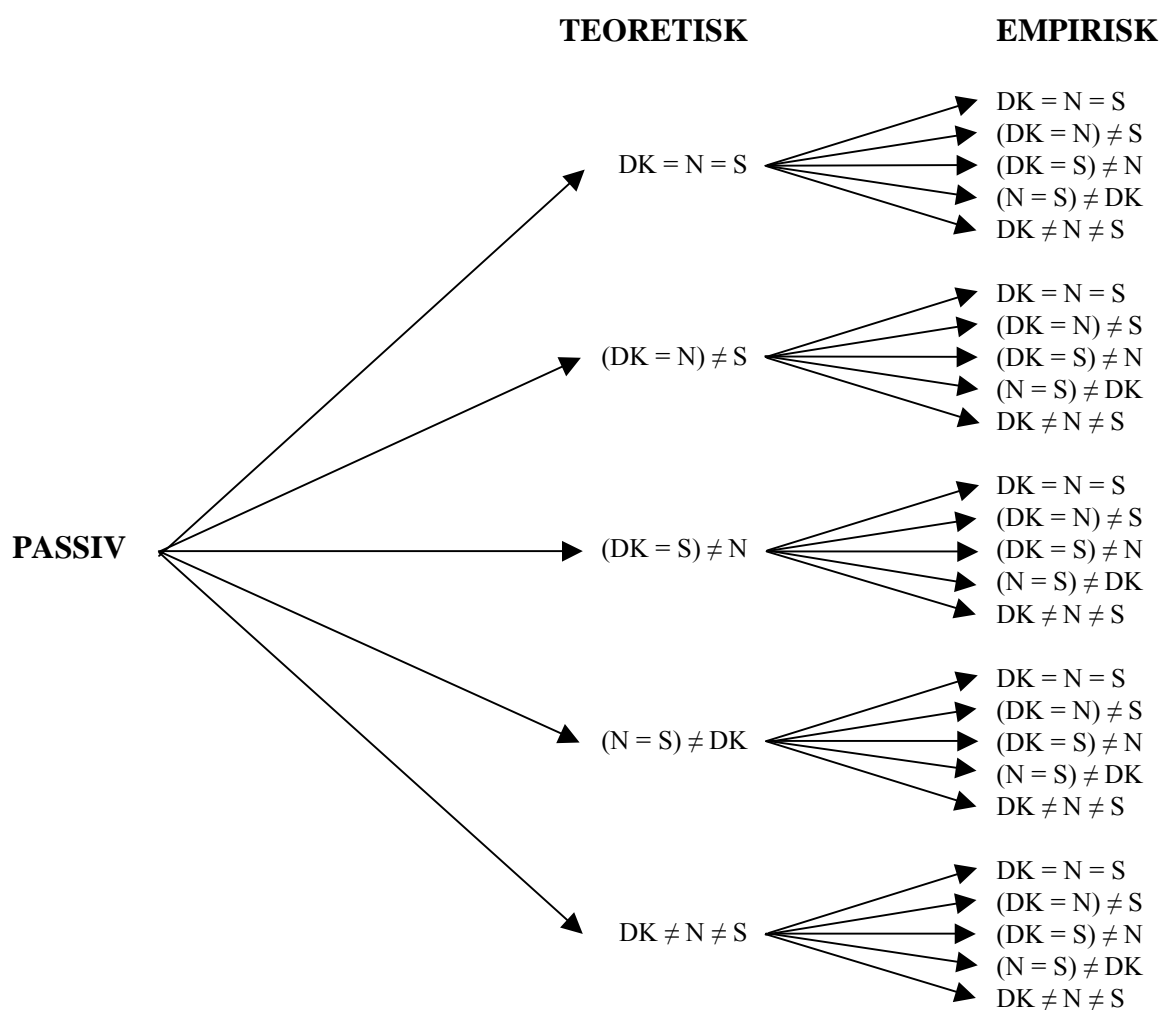 TEORETISK EMPIRISK
DK = N = S
(DK = N) ≠ S
DK = N = S (DK = S) ≠ N
(N = S) ≠ DK
DK ≠ N ≠ S
DK = N = S
(DK = N) ≠ S
(DK = N) ≠ S (DK = S) ≠ N
(N = S) ≠ DK
DK ≠ N ≠ S
DK = N = S
(DK = N) ≠ S
PASSIV (DK = S) ≠ N (DK = S) ≠ N
(N = S) ≠ DK
DK ≠ N ≠ S
DK = N = S
(DK = N) ≠ S
(N = S) ≠ DK (DK = S) ≠ N
(N = S) ≠ DK
DK ≠ N ≠ S
DK = N = S
(DK = N) ≠ S
DK ≠ N ≠ S (DK = S) ≠ N
(N = S) ≠ DK
DK ≠ N ≠ S